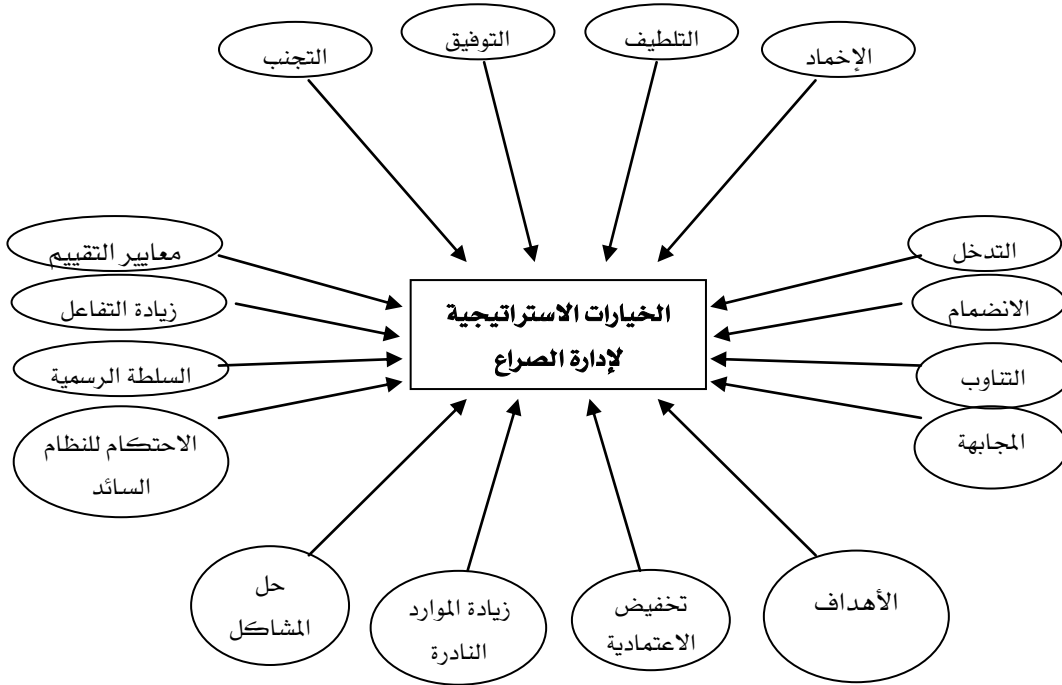 الإخماد
التلطيف
التوفيق
التجنب
التدخل
الانضمام
التناوب
المجابهة
الخيارات الاستراتيجية
لإدارة الصراع
معايير التقييم
زيادة التفاعل
السلطة الرسمية
الاحتكام للنظام
السائد
الأهداف
تخفيض
الاعتمادية
زيادة الموارد
النادرة
حل
المشاكل